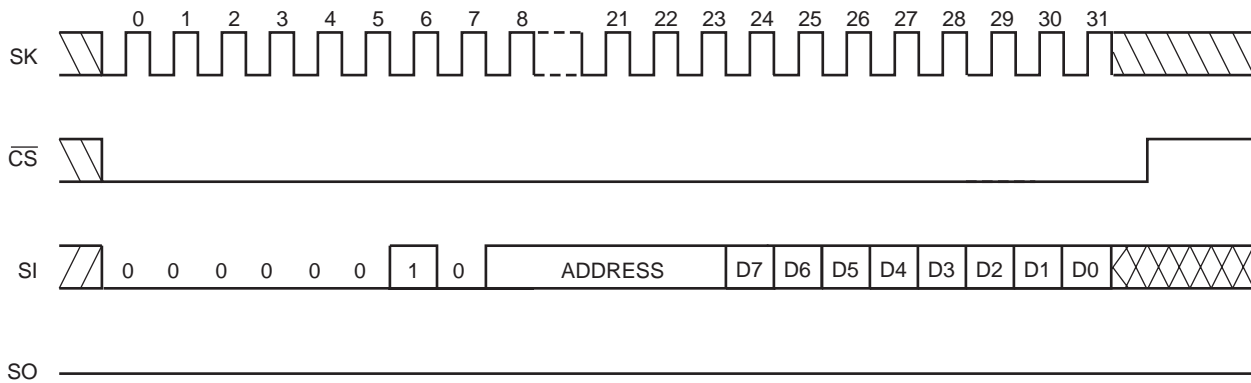 0 1 2 3 4 5 6 7 8 21 22 23 24 25 26 27 28 29 30 31
SK
CS
SI 0 0 0 0 0 0 1 0 ADDRESS D7 D6 D5 D4 D3 D2 D1 D0
SO